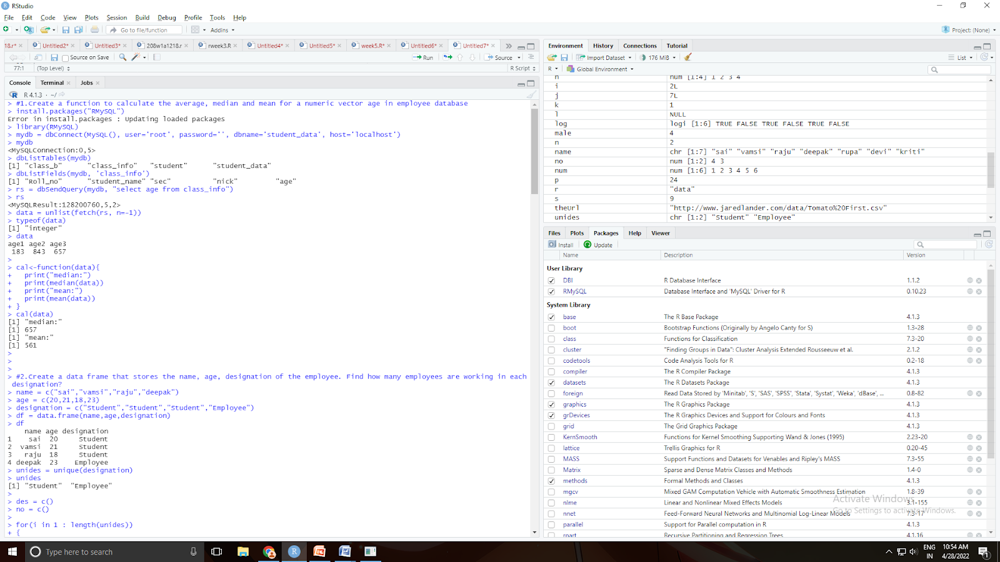 RStudio
File Edit Code View Plots Session Build Debug Profile Tools Help
Go to file/function Addins Project: (None)
18.r* Untitled2* Untitled3* 208w1a1218.r rweek3.R Untitled4* Untitled5* week5.R* Untitled6* Untitled7*
Source on Save Run Source
77:1 (Top Level) R Script
Console Terminal Jobs
R 4.1.3 · ~/
> #1.Create a function to calculate the average, median and mean for a numeric vector age in employee database
> install.packages("RMySQL")
Error in install.packages : Updating loaded packages
> library(RMySQL)
> mydb = dbConnect(MySQL(), user='root', password='', dbname='student_data', host='localhost')
> mydb
<MySQLConnection:0,5>
> dbListTables(mydb)
[1] "class_b" "class_info" "student" "student_data"
> dbListFields(mydb, 'class_info')
[1] "Roll_no" "student_name" "sec" "nick" "age"
> rs = dbSendQuery(mydb, "select age from class_info")
> rs
<MySQLResult:128200760,5,2>
> data = unlist(fetch(rs, n=-1))
> typeof(data)
[1] "integer"
> data
age1 age2 age3
183 843 657
>
> cal<-function(data){
+ print("median:")
+ print(median(data))
+ print("mean:")
+ print(mean(data))
+ }
> cal(data)
[1] "median:"
[1] 657
[1] "mean:"
[1] 561
>
>
>
> #2.Create a data frame that stores the name, age, designation of the employee. Find how many employees are working in each
designation?
> name = c("sai","vamsi","raju","deepak")
> age = c(20,21,18,23)
> designation = c("Student","Student","Student","Employee")
> df = data.frame(name,age,designation)
> df
name age designation
1 sai 20 Student
2 vamsi 21 Student
3 raju 18 Student
4 deepak 23 Employee
> unides = unique(designation)
> unides
[1] "Student" "Employee"
>
> des = c()
> no = c()
>
> for(i in 1 : length(unides))
+ {
Environment History Connections Tutorial
Import Dataset 176 MiB List
R Global Environment
n num [1:4] 1 2 3 4
i 2L
j 7L
k 1
l NULL
log logi [1:6] TRUE FALSE TRUE FALSE TRUE FALSE
male 4
n 2
name chr [1:7] "sai" "vamsi" "raju" "deepak" "rupa" "devi" "kriti"
no num [1:2] 4 3
num num [1:6] 1 2 3 4 5 6
p 24
r "data"
s 9
theUrl "http://www.jaredlander.com/data/Tomato%20First.csv"
unides chr [1:2] "Student" "Employee"
Files Plots Packages Help Viewer
Install Update
Name Description Version
User Library
DBI R Database Interface 1.1.2
RMySQL Database Interface and 'MySQL' Driver for R 0.10.23
System Library
base The R Base Package 4.1.3
boot Bootstrap Functions (Originally by Angelo Canty for S) 1.3-28
class Functions for Classification 7.3-20
cluster "Finding Groups in Data": Cluster Analysis Extended Rousseeuw et al. 2.1.2
codetools Code Analysis Tools for R 0.2-18
compiler The R Compiler Package 4.1.3
datasets The R Datasets Package 4.1.3
foreign Read Data Stored by 'Minitab', 'S', 'SAS', 'SPSS', 'Stata', 'Systat', 'Weka', 'dBase', ... 0.8-82
graphics The R Graphics Package 4.1.3
grDevices The R Graphics Devices and Support for Colours and Fonts 4.1.3
grid The Grid Graphics Package 4.1.3
KernSmooth Functions for Kernel Smoothing Supporting Wand & Jones (1995) 2.23-20
lattice Trellis Graphics for R 0.20-45
MASS Support Functions and Datasets for Venables and Ripley's MASS 7.3-55
Matrix Sparse and Dense Matrix Classes and Methods 1.4-0
methods Formal Methods and Classes 4.1.3
mgcv Mixed GAM Computation Vehicle with Automatic Smoothness Estimation 1.8-39
nlme Linear and Nonlinear Mixed Effects Models 3.1-155
nnet Feed-Forward Neural Networks and Multinomial Log-Linear Models 7.3-17
parallel Support for Parallel computation in R 4.1.3
rpart Recursive Partitioning and Regression Trees 4.1.16
Activate Windows
Go to Settings to activate Windows.
Type here to search
ENG 10:54 AM
IN 4/28/2022 1